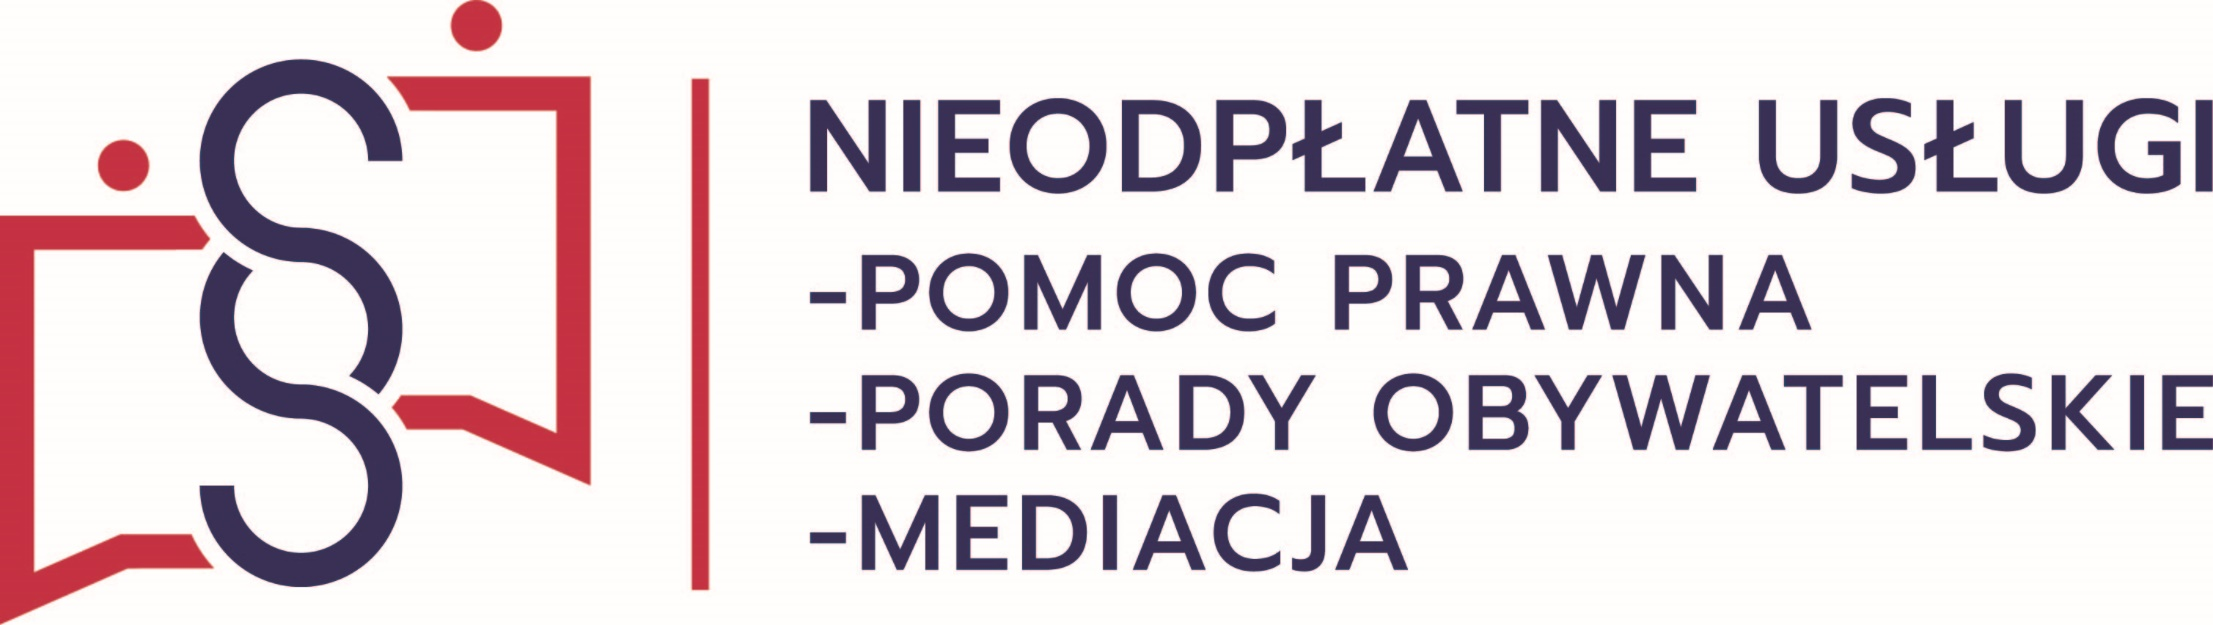 NIEODPŁATNE USŁUGI
-POMOC PRAWNA
-PORADY OBYWATELSKIE
-MEDIACJA